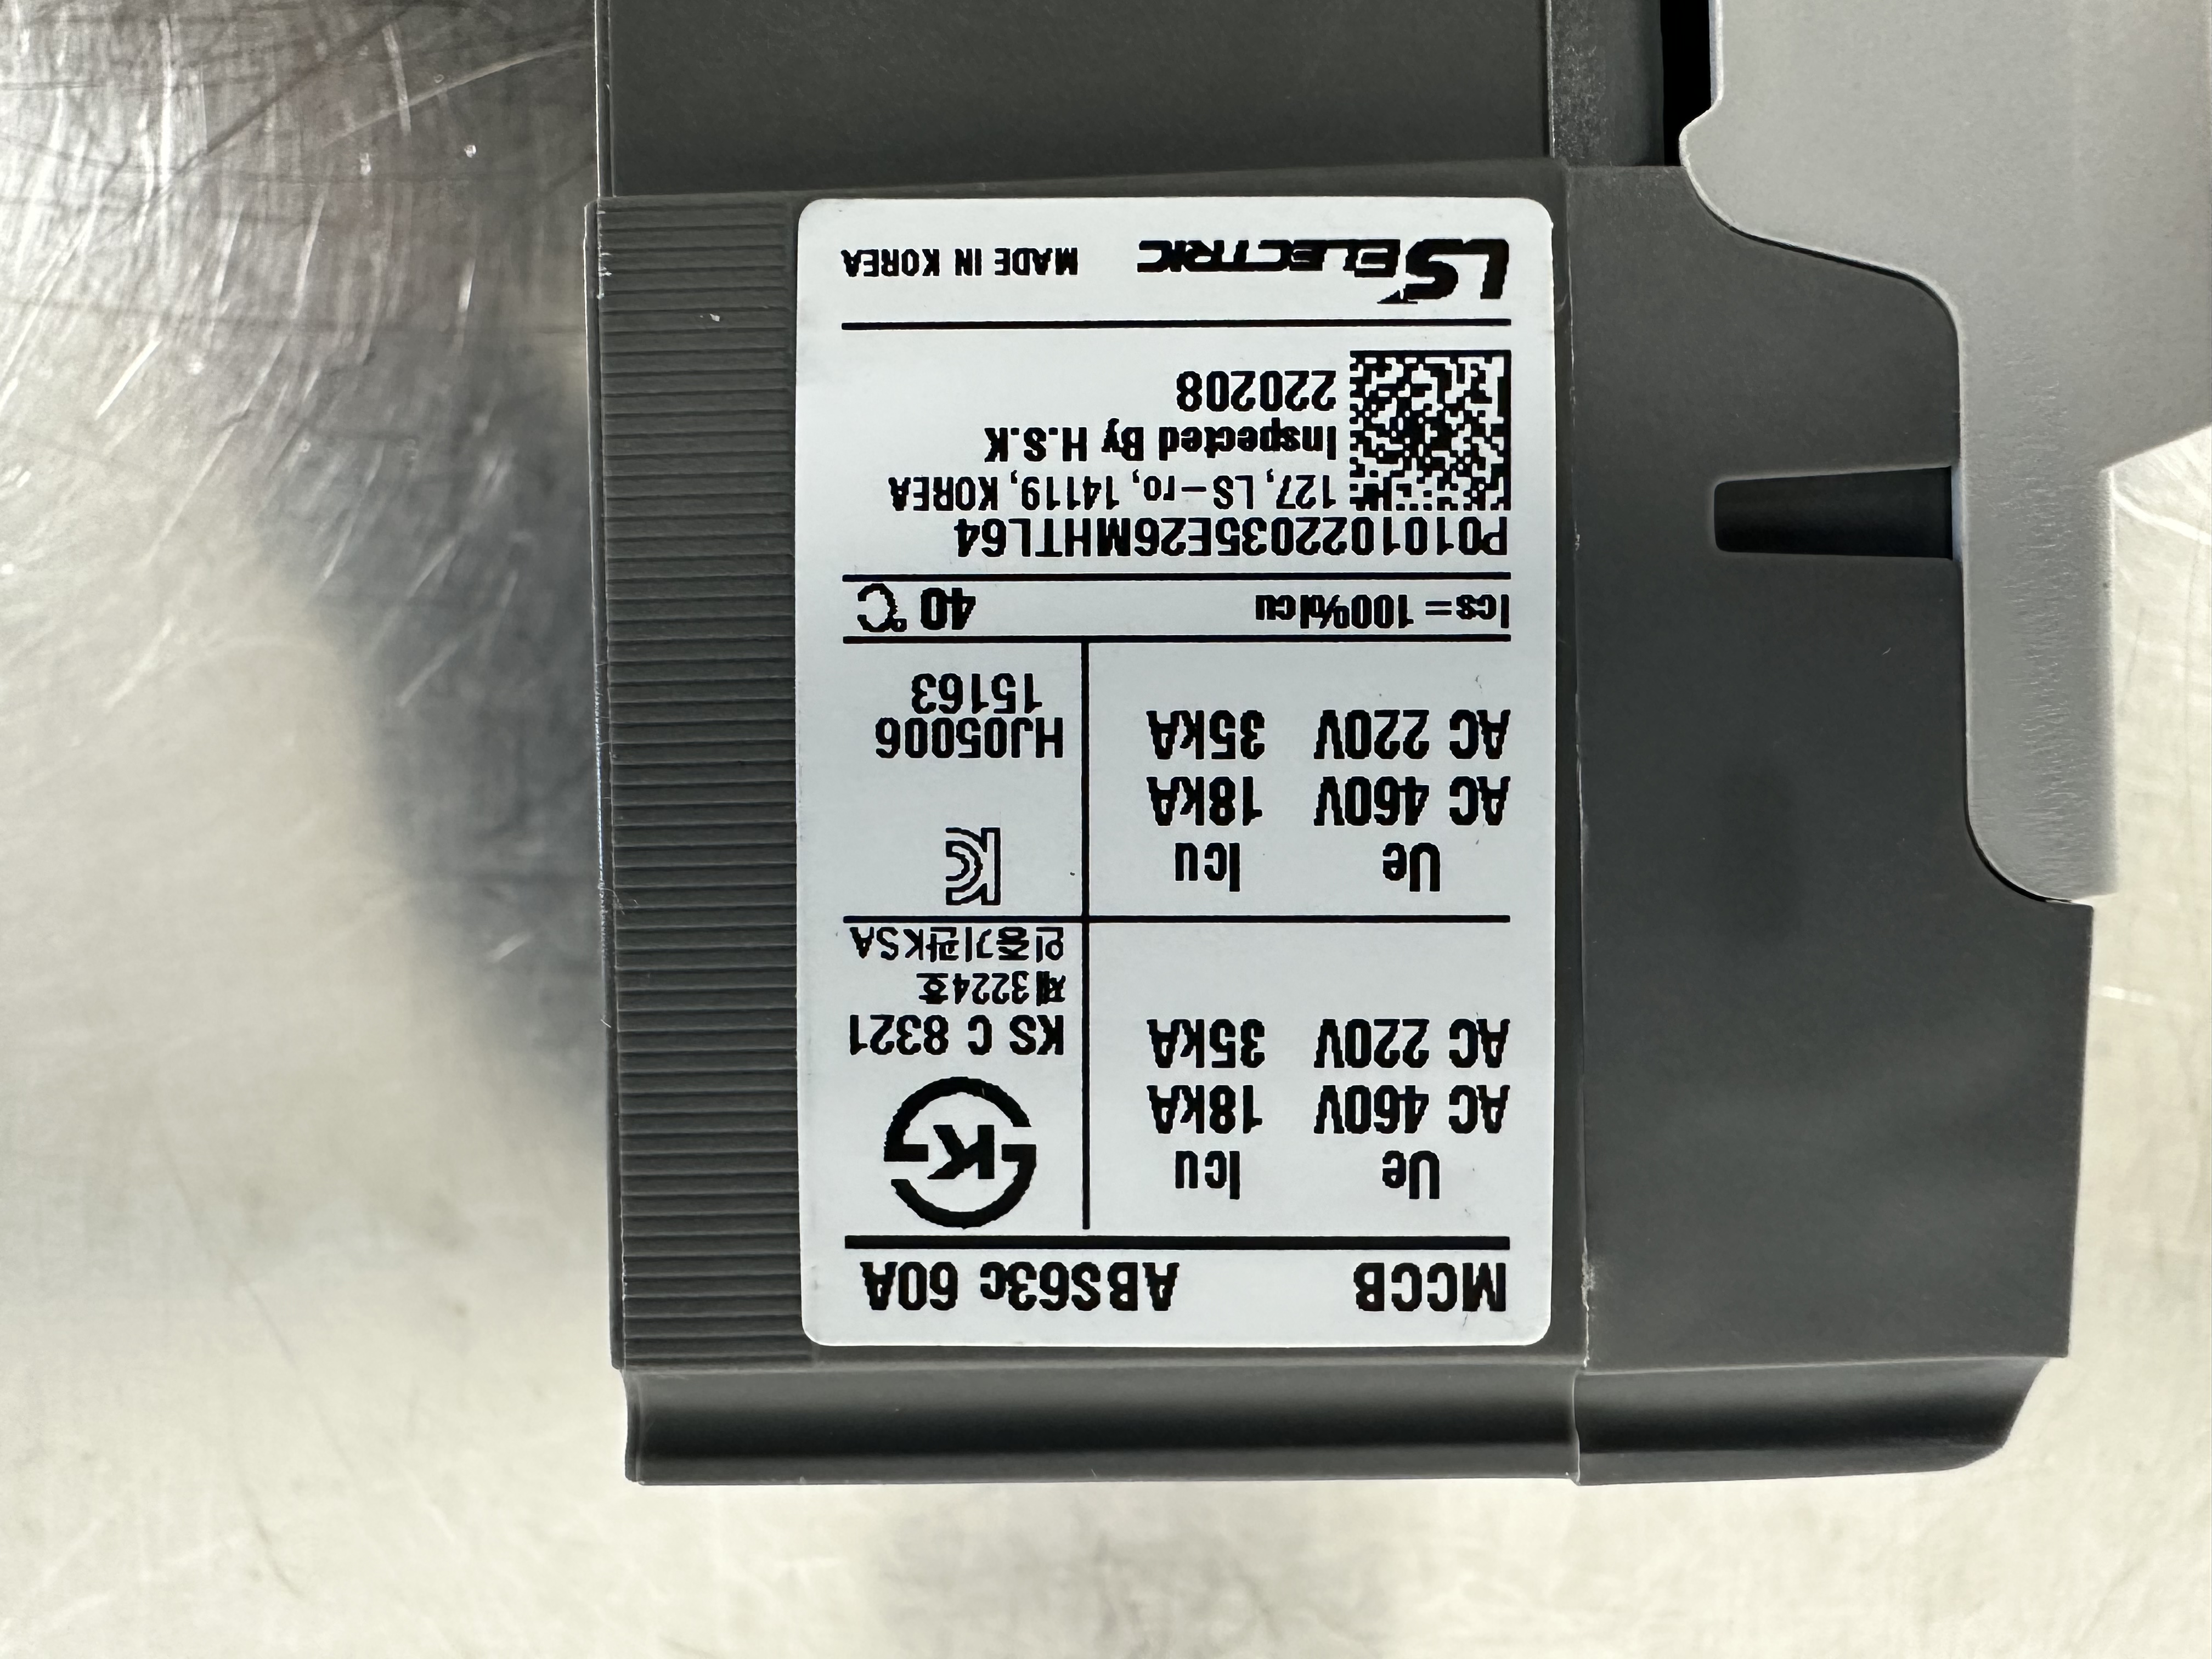 MCCB ABS63c 60A
Ue Icu
AC 460V 18kA
AC 220V 35kA
K
KS C 8321
제3224호
인증기관KSA
Ue Icu
AC 460V 18kA
AC 220V 35kA
HJ05006
15163
Ics = 100%Icu 40 ℃
P0101022035E26MHTL64
127, LS-ro, 14119, KOREA
Inspected By H.S.K
220208
LS ELECTRIC MADE IN KOREA